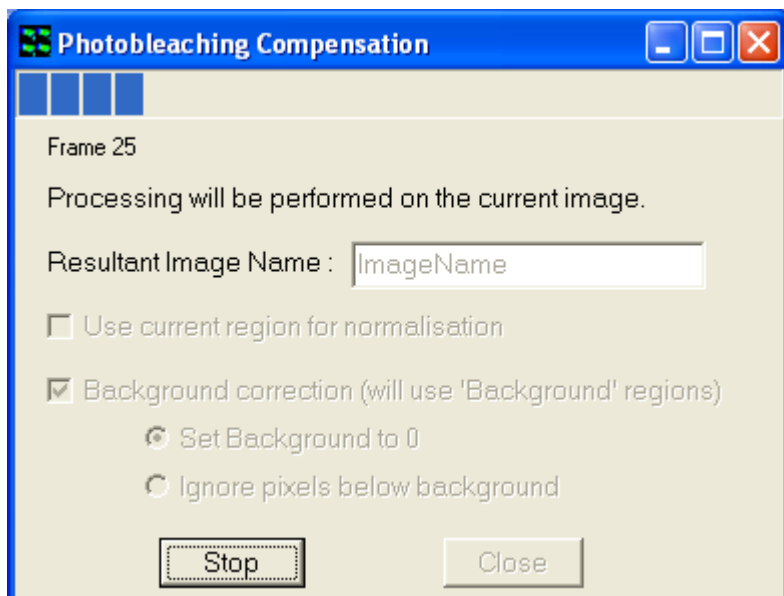 Photobleaching Compensation
Frame 25
Processing will be performed on the current image.
Resultant Image Name : ImageName
Use current region for normalisation
Background correction (will use 'Background' regions)
Set Background to 0
Ignore pixels below background
Stop Close